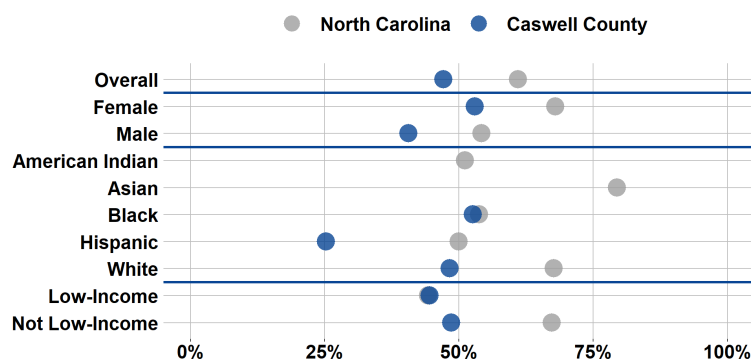 North Carolina Caswell County
Overall
Female
Male
American Indian
Asian
Black
Hispanic
White
Low-Income
Not Low-Income
0% 25% 50% 75% 100%